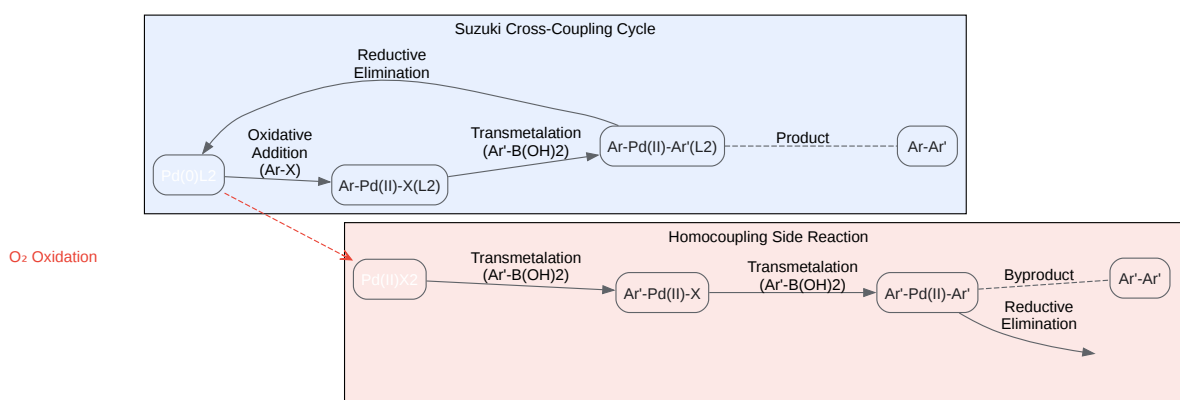 Suzuki Cross-Coupling Cycle
Reductive
Elimination
Oxidative
Addition
(Ar-X)
Transmetalation
(Ar'-B(OH)2)
Product
Pd(0)L2
Ar-Pd(II)-X(L2)
Ar-Pd(II)-Ar'(L2)
Ar-Ar'
O₂ Oxidation
Homocoupling Side Reaction
Pd(II)X2
Transmetalation
(Ar'-B(OH)2)
Ar'-Pd(II)-X
Transmetalation
(Ar'-B(OH)2)
Ar'-Pd(II)-Ar'
Byproduct
Ar'-Ar'
Reductive
Elimination